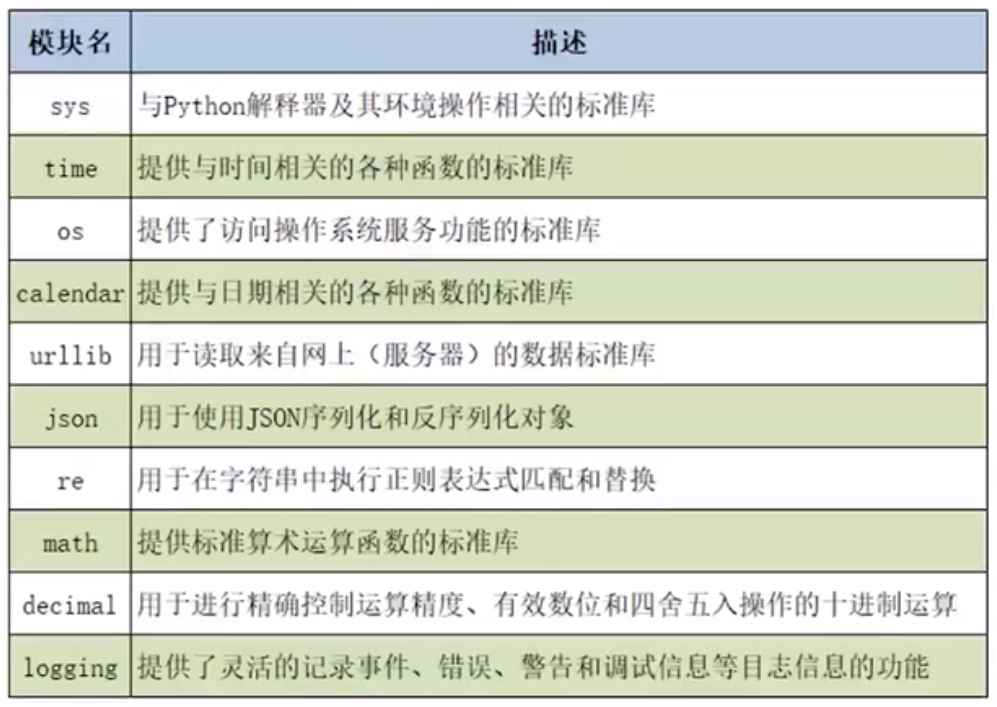 模块名 描述
sys 与Python解释器及其环境操作相关的标准库
time 提供与时间相关的各种函数的标准库
os 提供了访问操作系统服务功能的标准库
calendar 提供与日期相关的各种函数的标准库
urllib 用于读取来自网上（服务器）的数据标准库
json 用于使用JSON序列化和反序列化对象
re 用于在字符串中执行正则表达式匹配和替换
math 提供标准算术运算函数的标准库
decimal 用于进行精确控制运算精度、有效数位和四舍五入操作的十进制运算
logging 提供了灵活的记录事件、错误、警告和调试信息等目志信息的功能